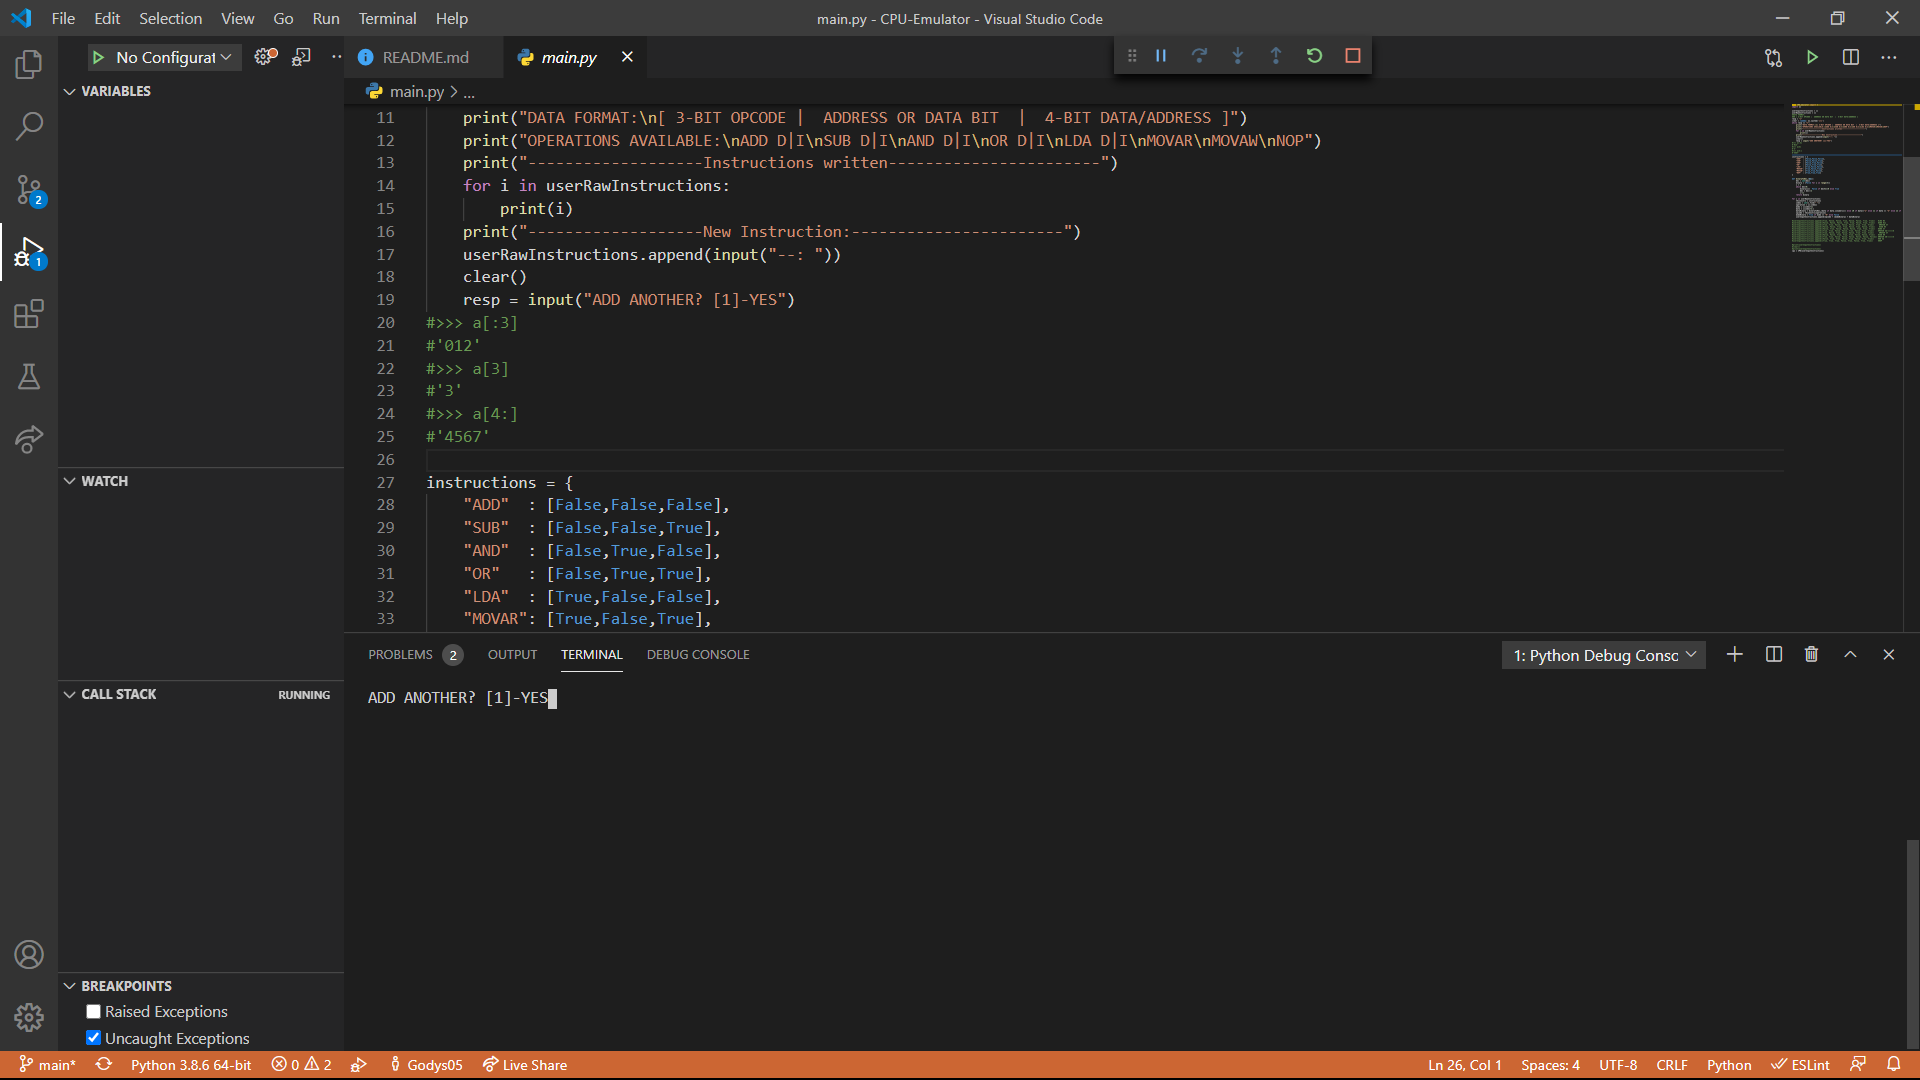 File Edit Selection View Go Run Terminal Help
main.py - CPU-Emulator - Visual Studio Code
No Configurat
README.md
main.py
VARIABLES
main.py > ...
11 print("DATA FORMAT:\n[ 3-BIT OPCODE |  ADDRESS OR DATA BIT  |  4-BIT DATA/ADDRESS ]")
12 print("OPERATIONS AVAILABLE:\nADD D|I\nSUB D|I\nAND D|I\nOR D|I\nLDA D|I\nMOVAR\nMOVAW\nNOP")
13 print("-------------------Instructions written-----------------------")
14 for i in userRawInstructions:
15 print(i)
16 print("-------------------New Instruction:-----------------------")
17 userRawInstructions.append(input("--: "))
18 clear()
19 resp = input("ADD ANOTHER? [1]-YES")
20 #>>> a[:3]
21 #'012'
22 #>>> a[3]
23 #'3'
24 #>>> a[4:]
25 #'4567'
26
27 instructions = {
28 "ADD"  : [False,False,False],
29 "SUB"  : [False,False,True],
30 "AND"  : [False,True,False],
31 "OR"   : [False,True,True],
32 "LDA"  : [True,False,False],
33 "MOVAR": [True,False,True],
2
1
WATCH
CALL STACK RUNNING
BREAKPOINTS
Raised Exceptions
Uncaught Exceptions
PROBLEMS 2 OUTPUT TERMINAL DEBUG CONSOLE
1: Python Debug Consc
ADD ANOTHER? [1]-YES
main* Python 3.8.6 64-bit 0 2 Godys05 Live Share
Ln 26, Col 1 Spaces: 4 UTF-8 CRLF Python ESLint